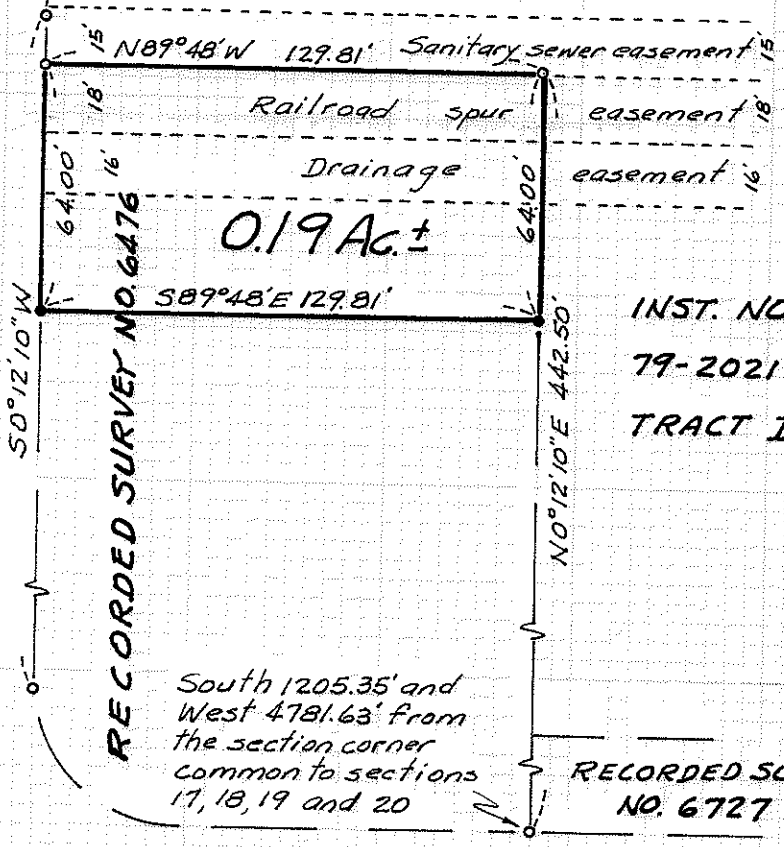 15'
N89°48'W 129.81' Sanitary sewer easement 15'
18' Railroad spur easement 18'
16' Drainage easement 16'
64.00'
64.00'
0.19 Ac.±
S89°48'E 129.81'
S0°12'10"W
RECORDED SURVEY NO. 6476
N0°12'10"E 442.50'
INST. NO
79-2021
TRACT I
South 1205.35' and
West 4781.63' from
the section corner
common to sections
17, 18, 19 and 20
RECORDED SU
NO. 6727